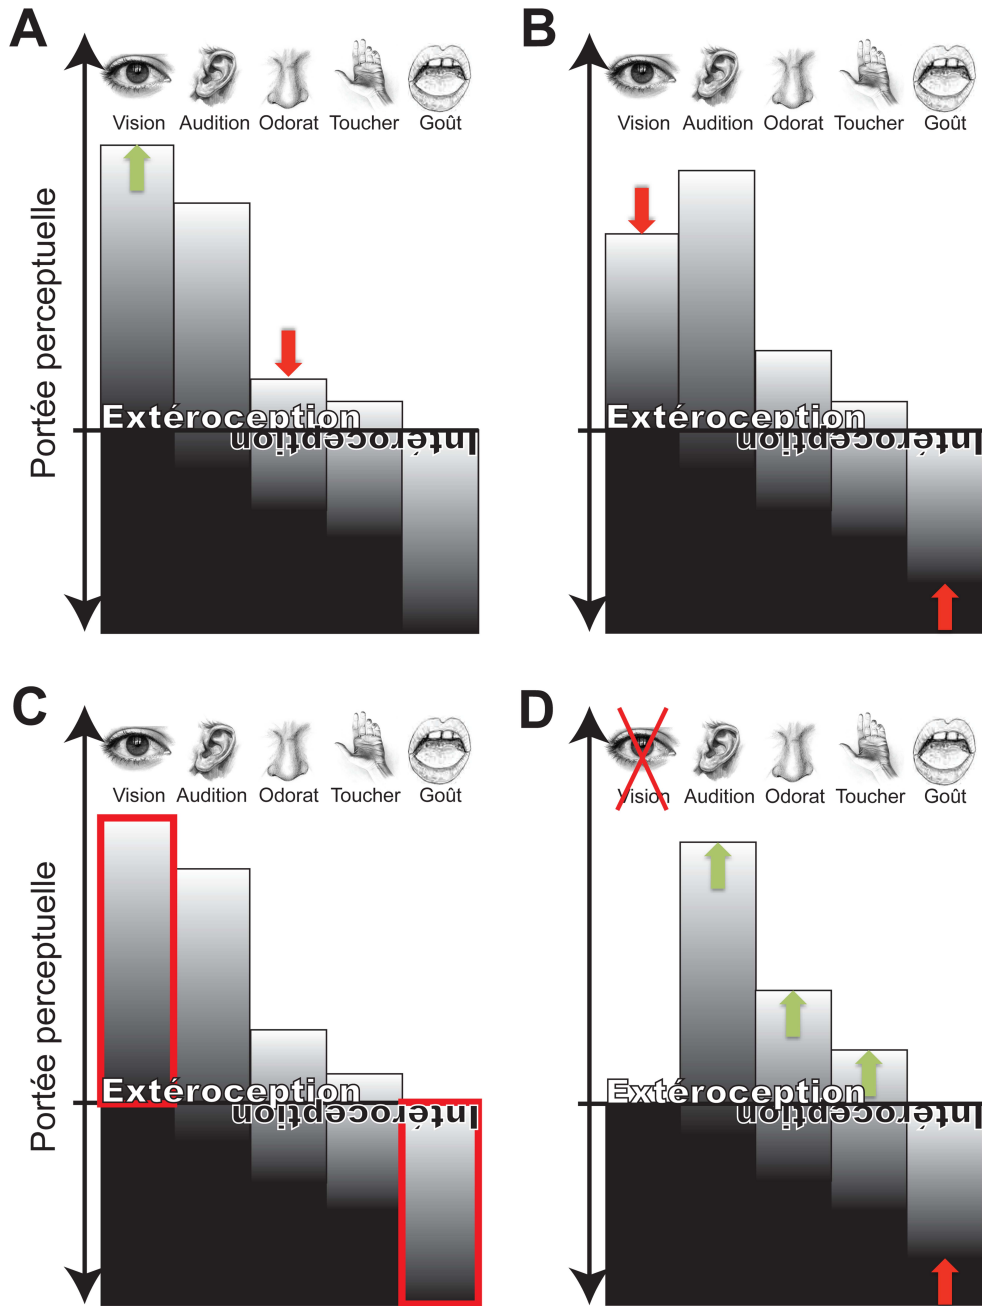 A
Vision Audition Odorat Toucher Goût
Portée perceptuelle
Extéroception
Intéroception
B
Vision Audition Odorat Toucher Goût
Extéroception
Intéroception
C
Vision Audition Odorat Toucher Goût
Portée perceptuelle
Extéroception
Intéroception
D
Vision Audition Odorat Toucher Goût
Extéroception
Intéroception